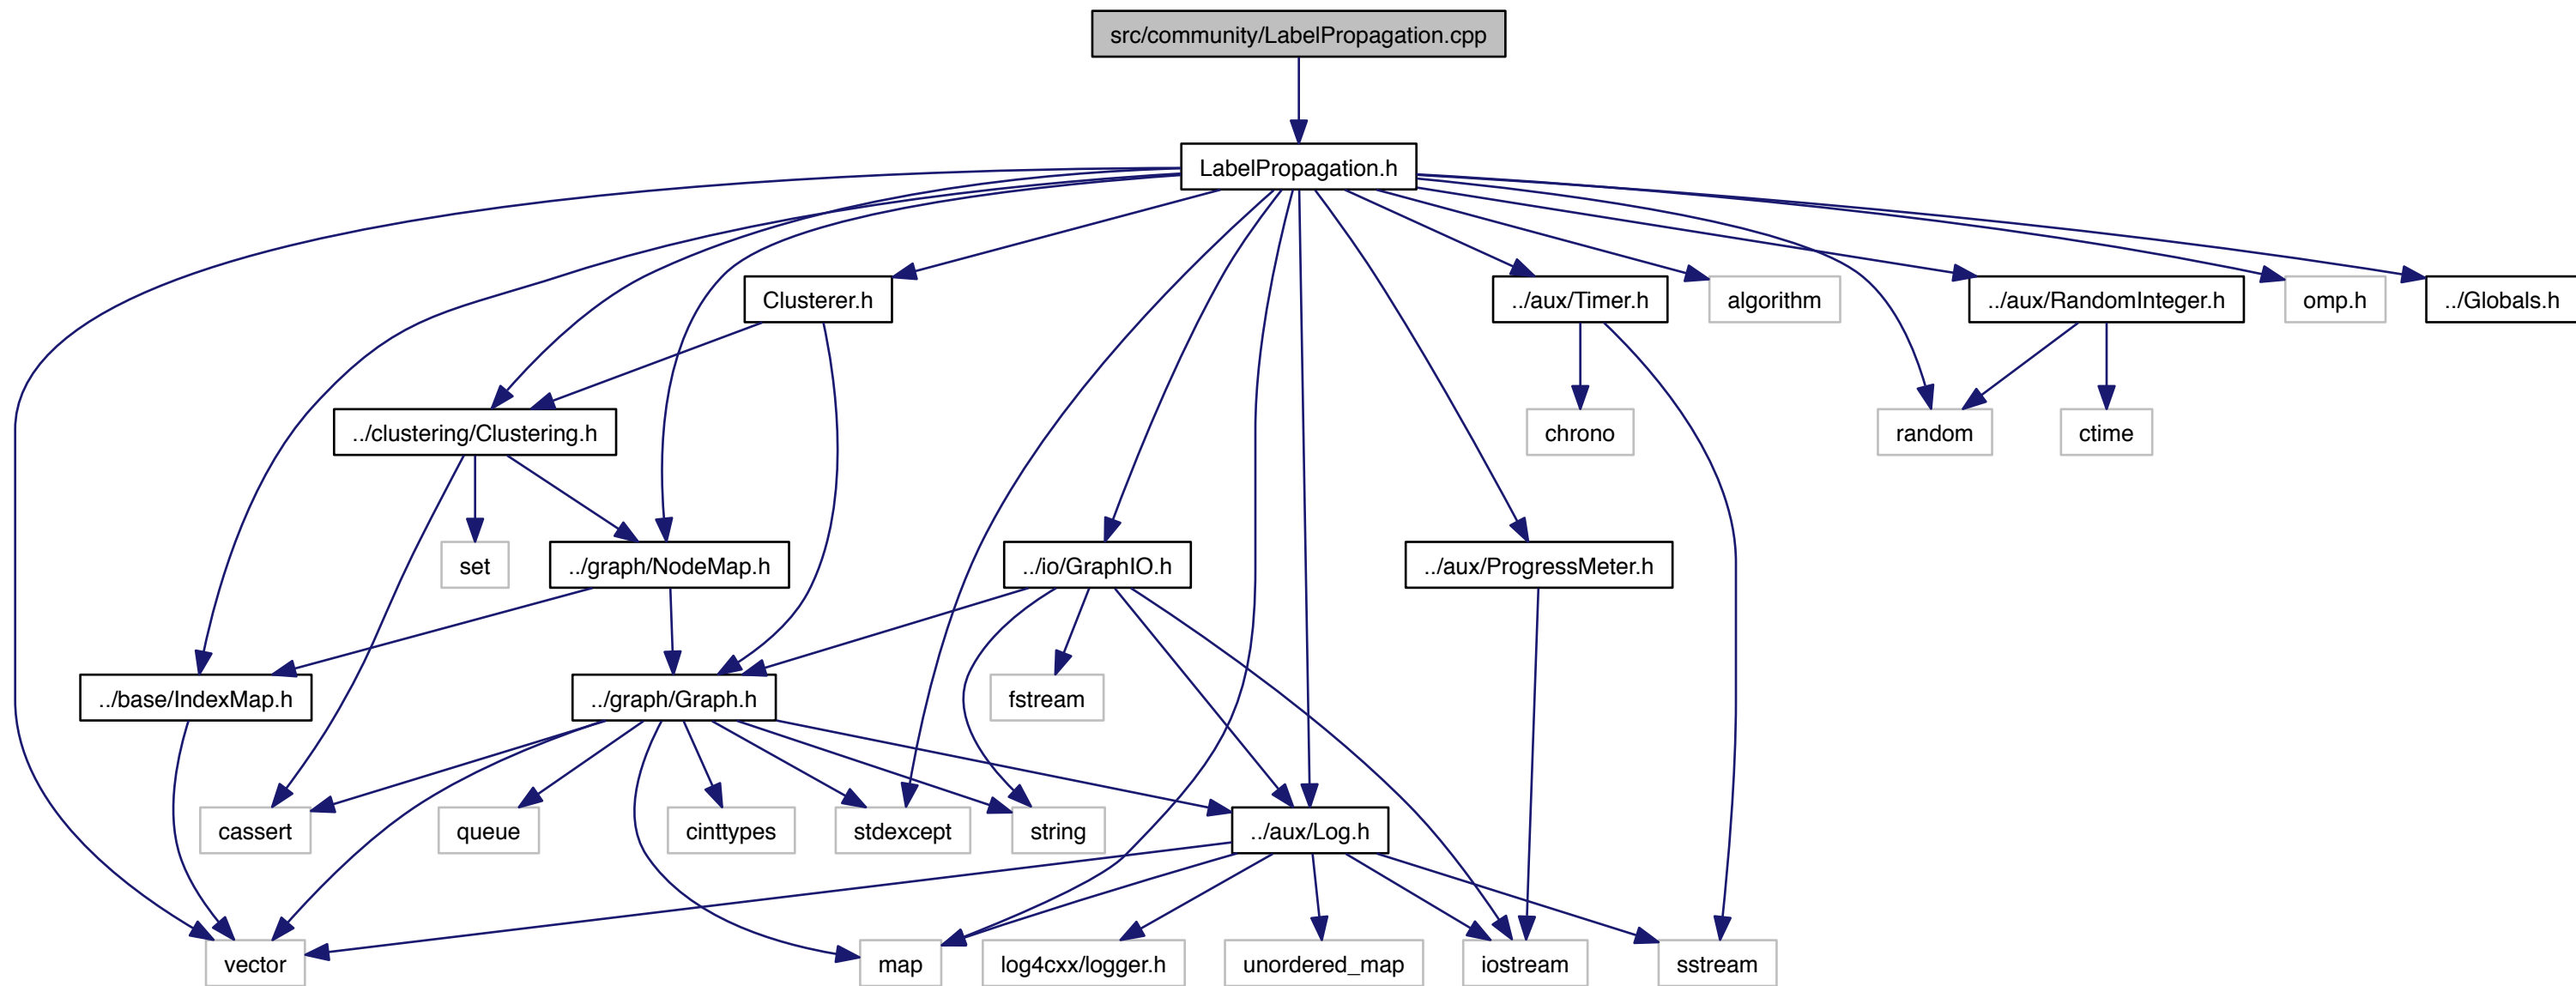 src/community/LabelPropagation.cpp
LabelPropagation.h
Clusterer.h
../aux/Timer.h
algorithm
../aux/RandomInteger.h
omp.h
../Globals.h
../clustering/Clustering.h
chrono
random
ctime
set
../graph/NodeMap.h
../io/GraphIO.h
../aux/ProgressMeter.h
../base/IndexMap.h
../graph/Graph.h
fstream
cassert
queue
cinttypes
stdexcept
string
../aux/Log.h
vector
map
log4cxx/logger.h
unordered_map
iostream
sstream